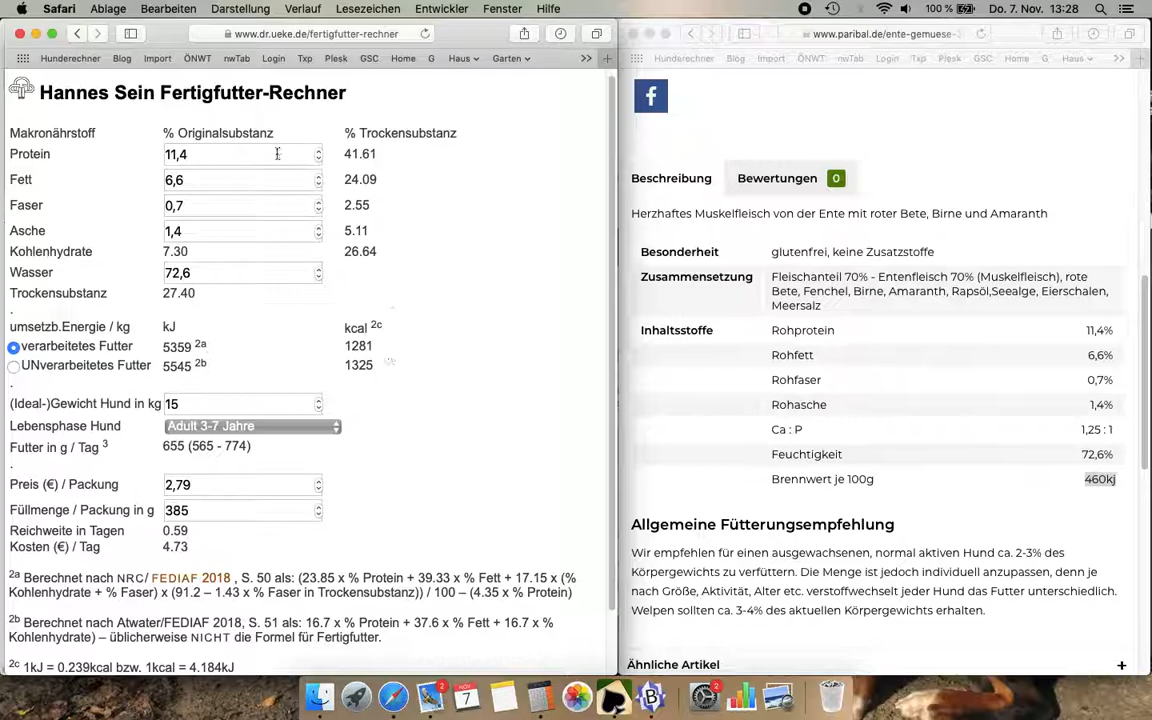 Safari Ablage Bearbeiten Darstellung Verlauf Lesezeichen Entwickler Fenster Hilfe 100 % Do. 7. Nov. 13:28
www.dr.ueke.de/fertigfutter-rechner
Hunderechner Blog Import ÖNWT nwTab Login Txp Plesk GSC Home G Haus Garten
Hannes Sein Fertigfutter-Rechner
Makronährstoff % Originalsubstanz % Trockensubstanz
Protein 11,4 41.61
Fett 6,6 24.09
Faser 0,7 2.55
Asche 1,4 5.11
Kohlenhydrate 7.30 26.64
Wasser 72,6
Trockensubstanz 27.40
.
umsetzb.Energie / kg kJ kcal 2c
verarbeitetes Futter 5359 2a 1281
UNverarbeitetes Futter 5545 2b 1325
.
(Ideal-)Gewicht Hund in kg 15
Lebensphase Hund Adult 3-7 Jahre
Futter in g / Tag 3 655 (565 - 774)
.
Preis (€) / Packung 2,79
Füllmenge / Packung in g 385
Reichweite in Tagen 0.59
Kosten (€) / Tag 4.73
2a Berechnet nach NRC/ FEDIAF 2018 , S. 50 als: (23.85 x % Protein + 39.33 x % Fett + 17.15 x (%
Kohlenhydrate + % Faser) x (91.2 – 1.43 x % Faser in Trockensubstanz)) / 100 – (4.35 x % Protein)
2b Berechnet nach Atwater/FEDIAF 2018, S. 51 als: 16.7 x % Protein + 37.6 x % Fett + 16.7 x %
Kohlenhydrate) – üblicherweise NICHT die Formel für Fertigfutter.
2c 1kJ = 0.239kcal bzw. 1kcal = 4.184kJ
www.paribal.de/ente-gemuese-
Hunderechner Blog Import ÖNWT nwTab Login Txp Plesk GSC Home G Haus
f
Beschreibung Bewertungen 0
Herzhaftes Muskelfleisch von der Ente mit roter Bete, Birne und Amaranth
Besonderheit glutenfrei, keine Zusatzstoffe
Zusammensetzung Fleischanteil 70% - Entenfleisch 70% (Muskelfleisch), rote
Bete, Fenchel, Birne, Amaranth, Rapsöl,Seealge, Eierschalen,
Meersalz
Inhaltsstoffe Rohprotein 11,4%
Rohfett 6,6%
Rohfaser 0,7%
Rohasche 1,4%
Ca : P 1,25 : 1
Feuchtigkeit 72,6%
Brennwert je 100g 460kj
Allgemeine Fütterungsempfehlung
Wir empfehlen für einen ausgewachsenen, normal aktiven Hund ca. 2-3% des
Körpergewichts zu verfüttern. Die Menge ist jedoch individuell anzupassen, denn je
nach Größe, Aktivität, Alter etc. verstoffwechselt jeder Hund das Futter unterschiedlich.
Welpen sollten ca. 3-4% des aktuellen Körpergewichts erhalten.
Ähnliche Artikel +
2 NOV 7 B 2